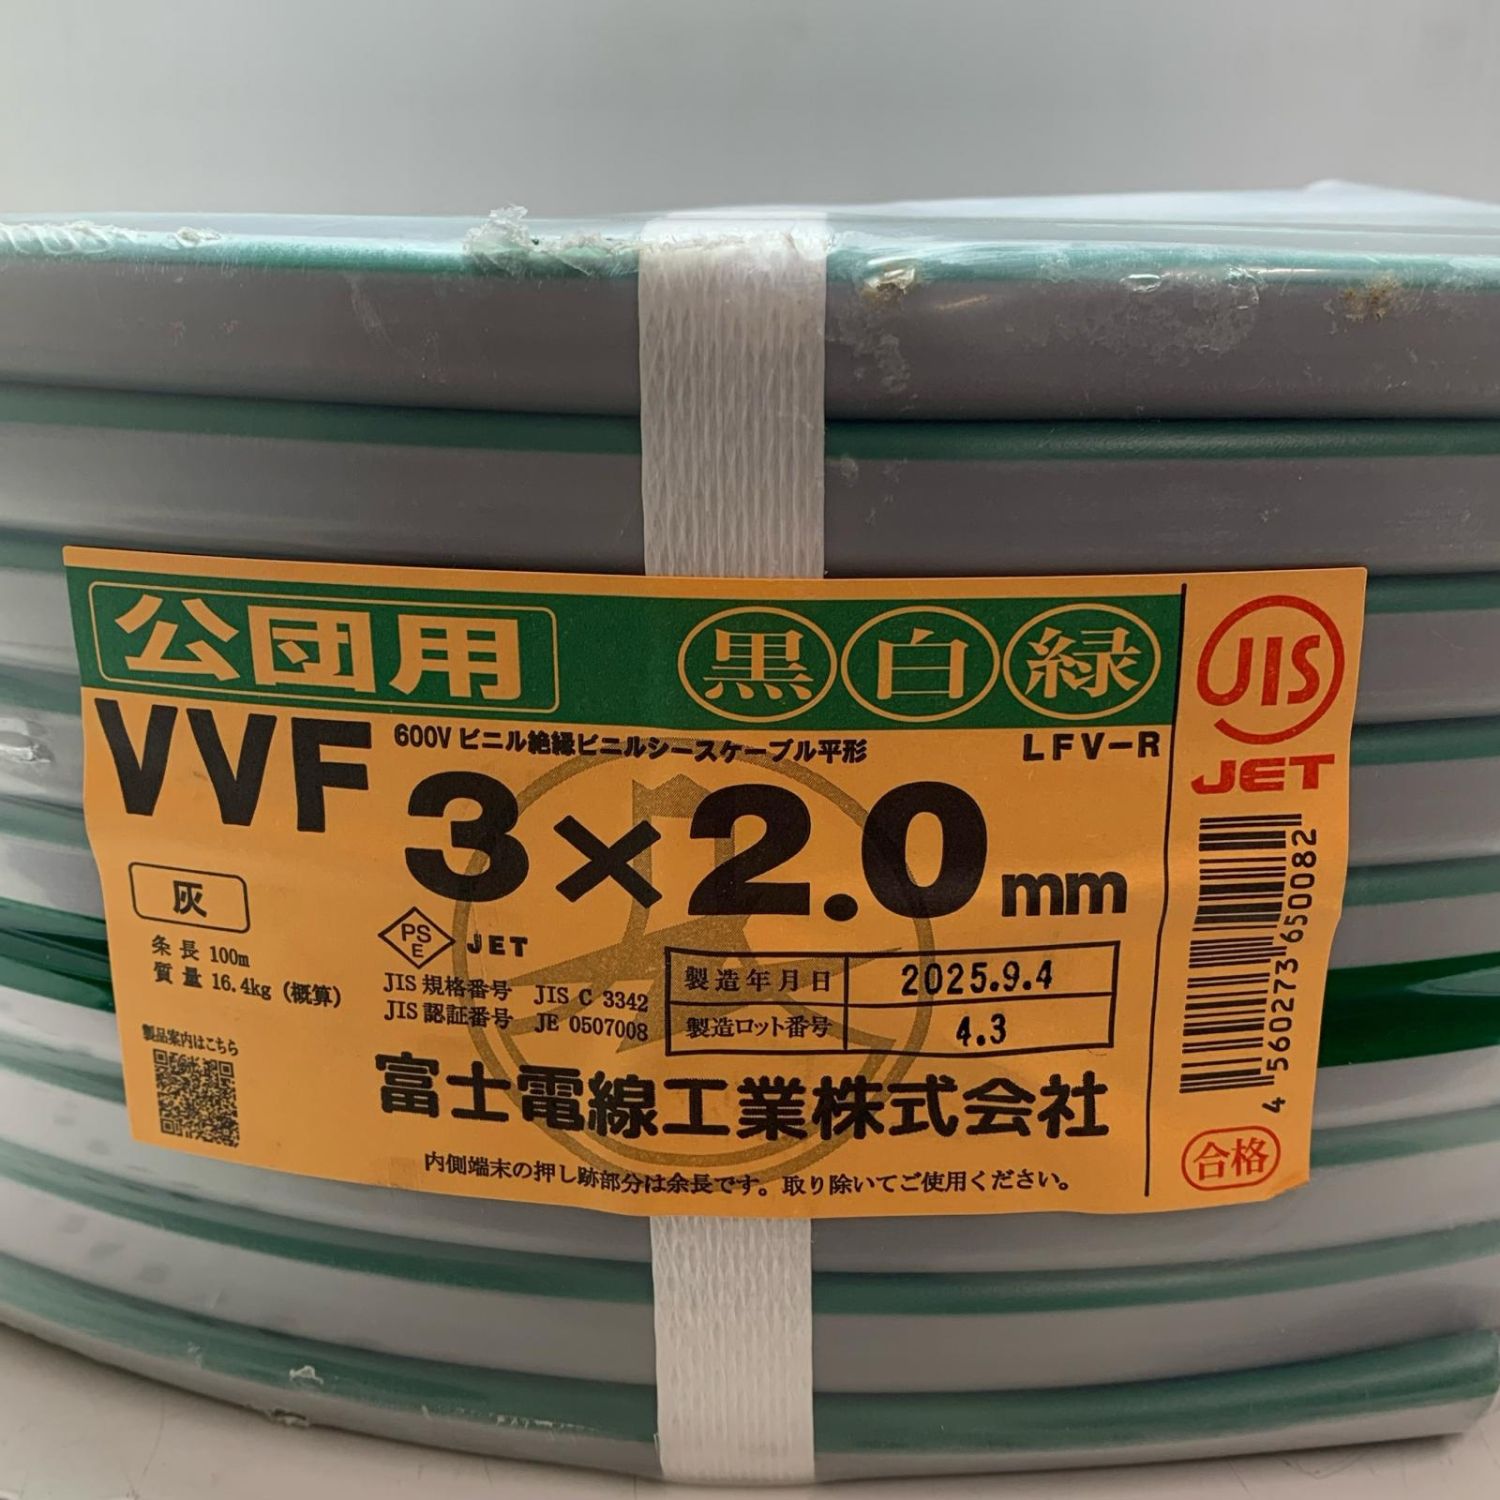 公団用 黒 白 緑
VVF 600V ビニル絶縁ビニルシースケーブル平形 LFV-R
3×2.0mm
灰
条長 100m
質量 16.4kg (概算)
製品案内はこちら
PS
E
JET
JIS 規格番号 JIS C 3342
JIS 認証番号 JE 0507008
製造年月日 2025.9.4
製造ロット番号 4.3
富士電線工業株式会社
内側端末の押し跡部分は余長です。取り除いてご使用ください。
JIS
JET
4560273650082
合格